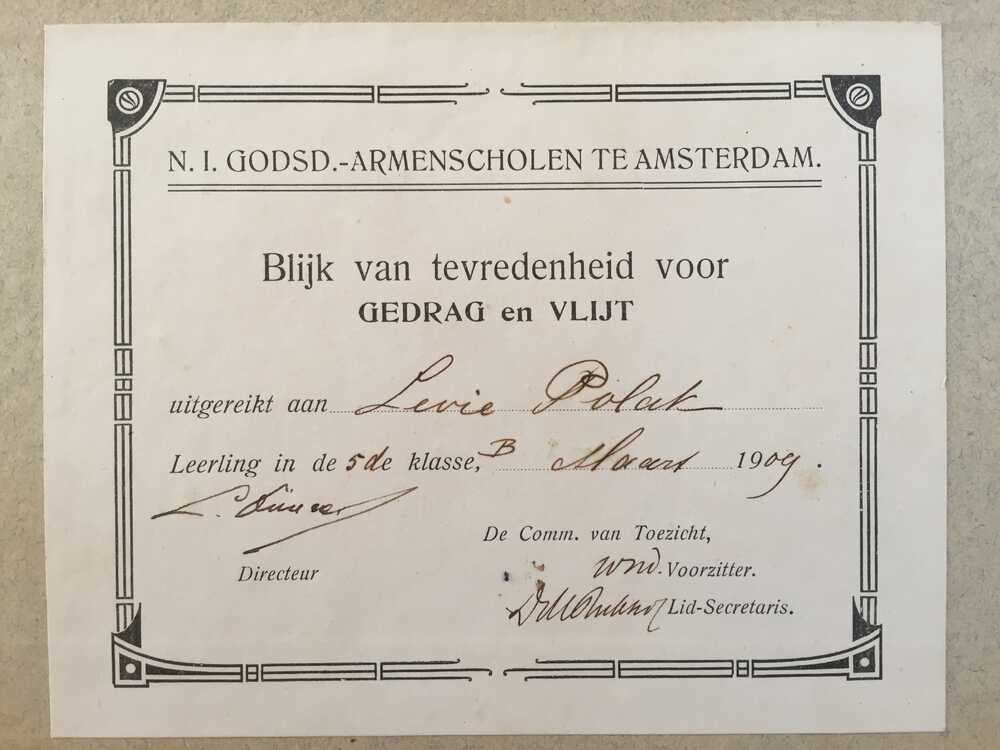 N. I. GODSD.-ARMENSCHOLEN TE AMSTERDAM.
Blijk van tevredenheid voor
GEDRAG en VLIJT
uitgereikt aan Levie Polak
Leerling in de 5de klasse, B Maart 1909.
Directeur
De Comm. van Toezicht,
wnd. Voorzitter.
Lid-Secretaris.